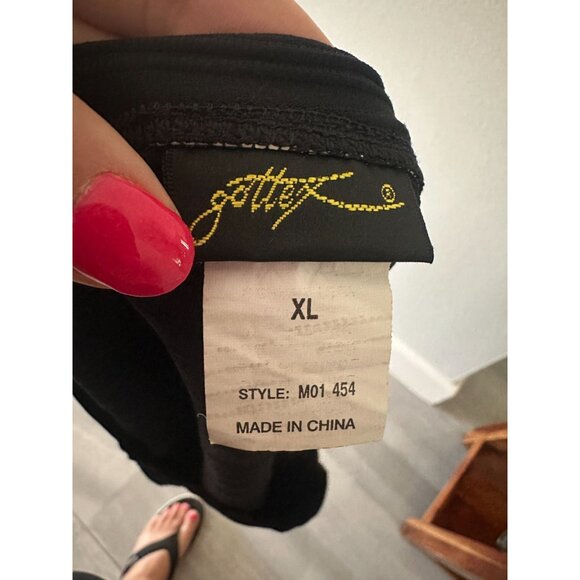 gottex ®
XL
STYLE: M01 454
MADE IN CHINA